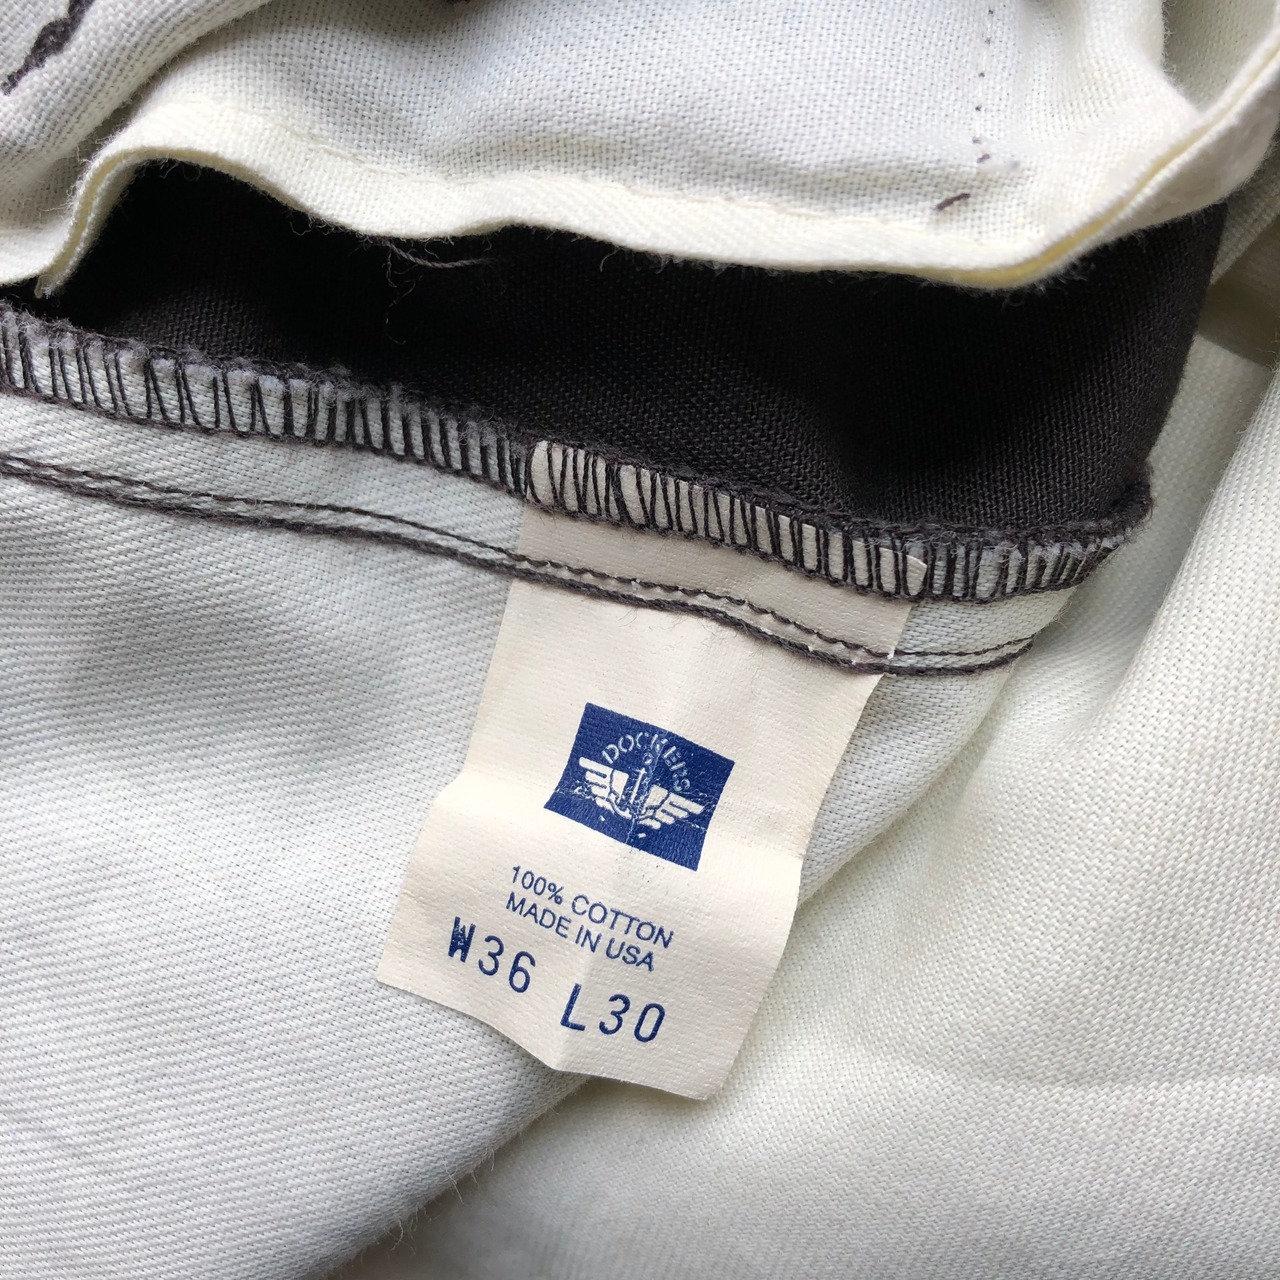 DOCKERS
100% COTTON
MADE IN USA
W36 L30